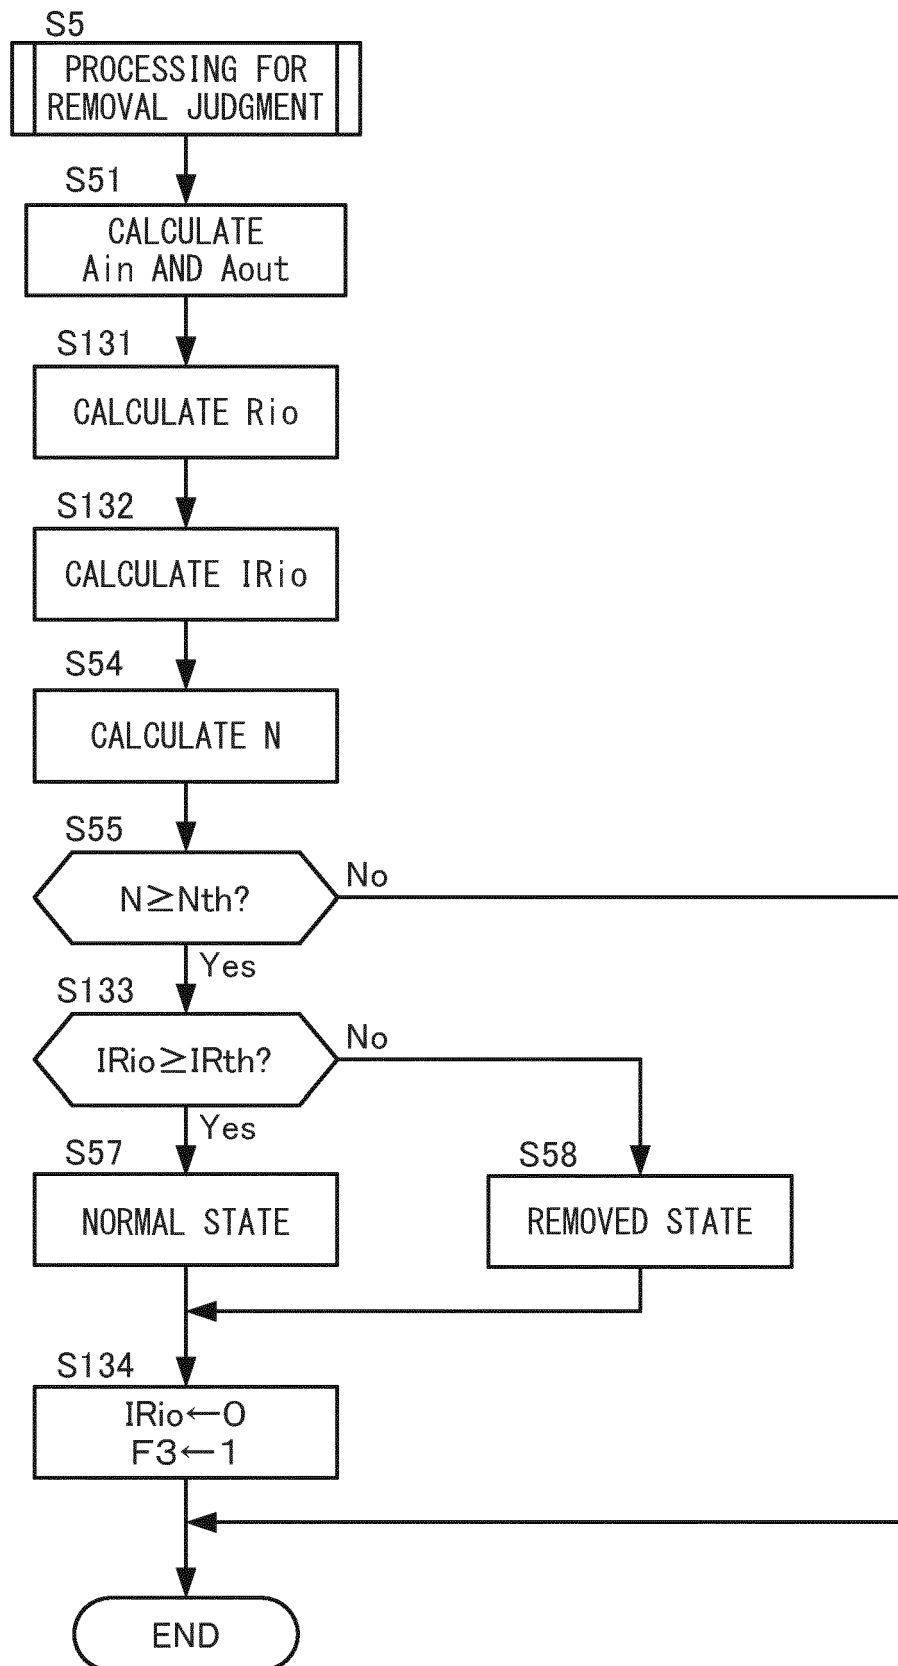 S5
PROCESSING FOR
REMOVAL JUDGMENT
S51
CALCULATE
Ain AND Aout
S131
CALCULATE Rio
S132
CALCULATE IRio
S54
CALCULATE N
S55
N≥Nth?
No
Yes
S133
IRio≥IRth?
No
Yes
S57
NORMAL STATE
S58
REMOVED STATE
S134
IRio←0
F3←1
END